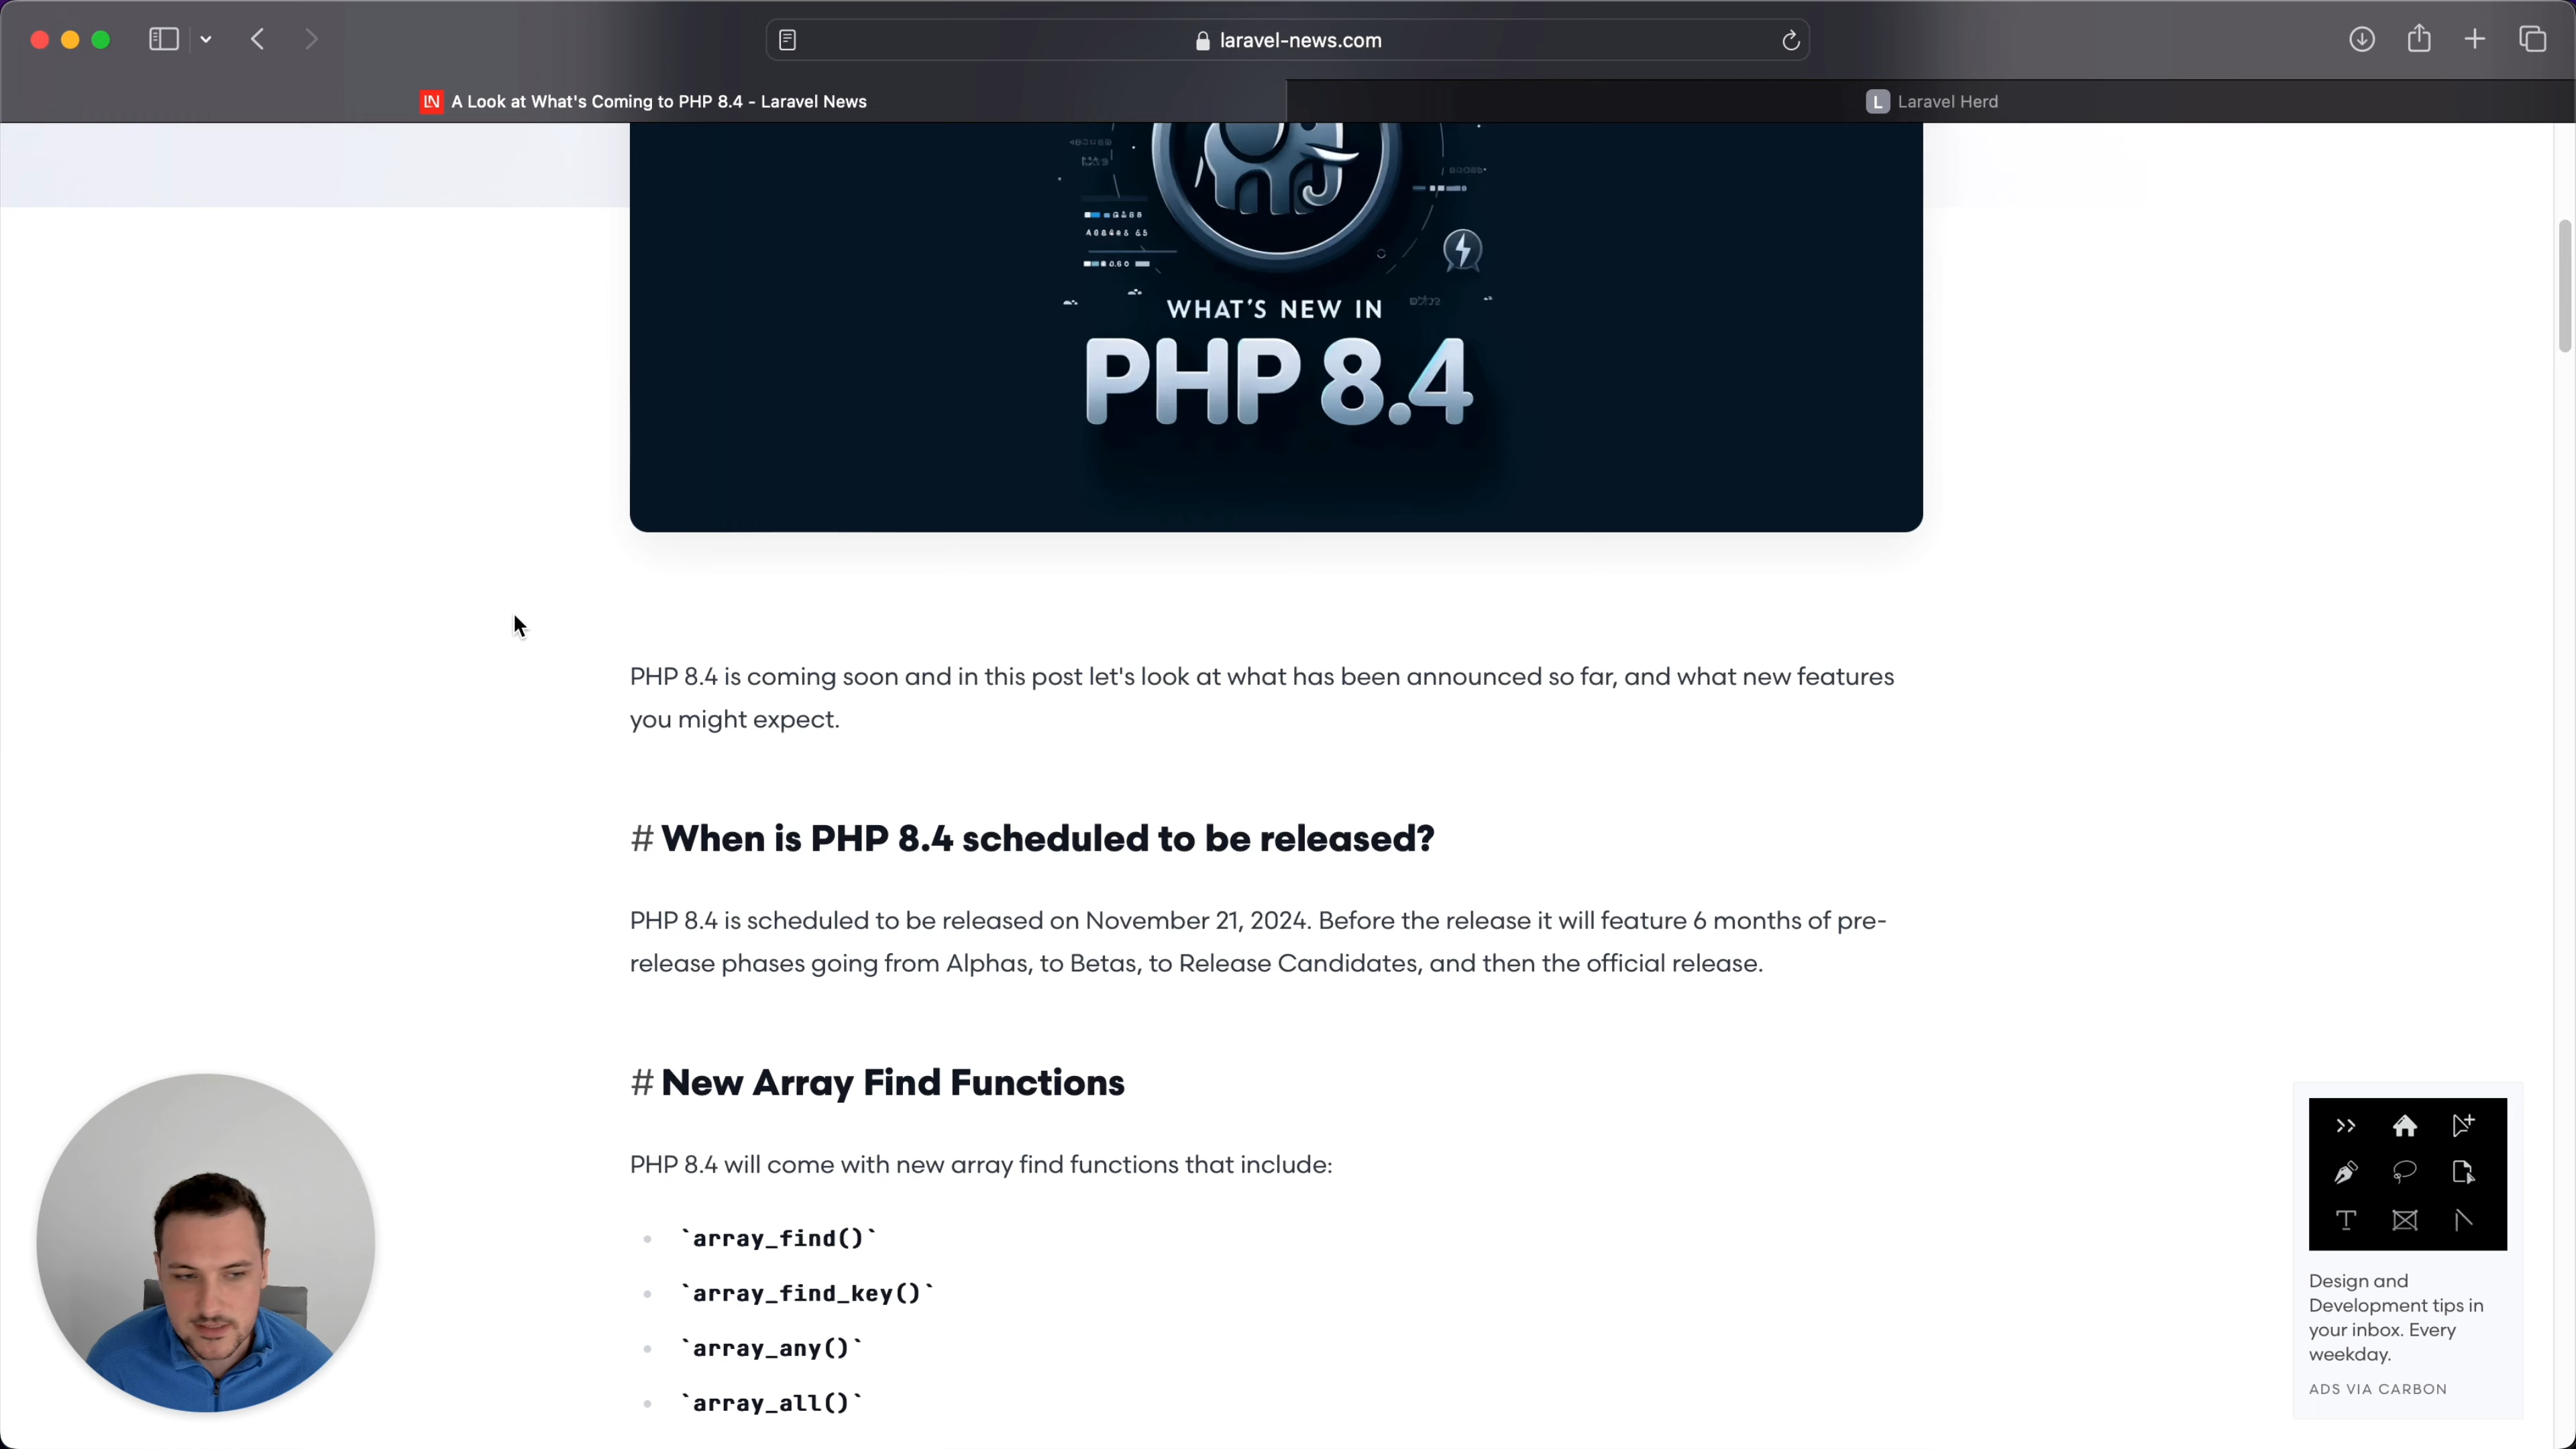 laravel-news.com
LN A Look at What's Coming to PHP 8.4 - Laravel News
L Laravel Herd
WHAT'S NEW IN
PHP 8.4
PHP 8.4 is coming soon and in this post let's look at what has been announced so far, and what new features
you might expect.
# When is PHP 8.4 scheduled to be released?
PHP 8.4 is scheduled to be released on November 21, 2024. Before the release it will feature 6 months of pre-
release phases going from Alphas, to Betas, to Release Candidates, and then the official release.
# New Array Find Functions
PHP 8.4 will come with new array find functions that include:
`array_find()`
`array_find_key()`
`array_any()`
`array_all()`
Design and
Development tips in
your inbox. Every
weekday.
ADS VIA CARBON